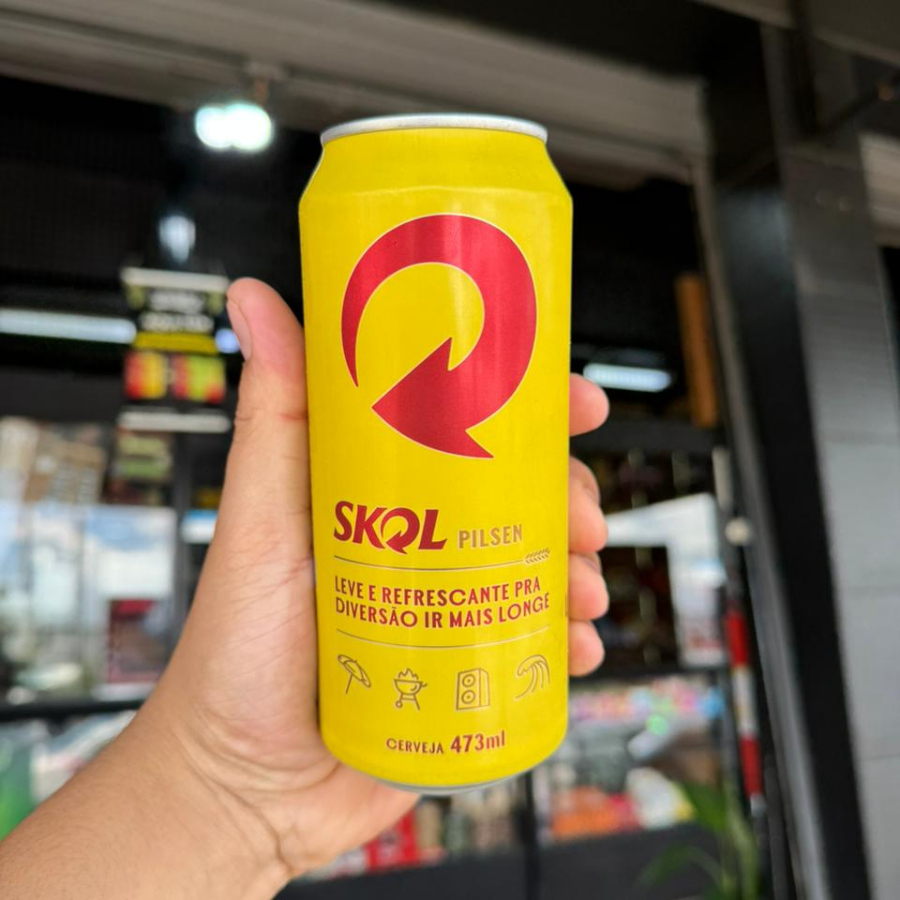 SKOL PILSEN
LEVE E REFRESCANTE PRA
DIVERSÃO IR MAIS LONGE
CERVEJA 473ml